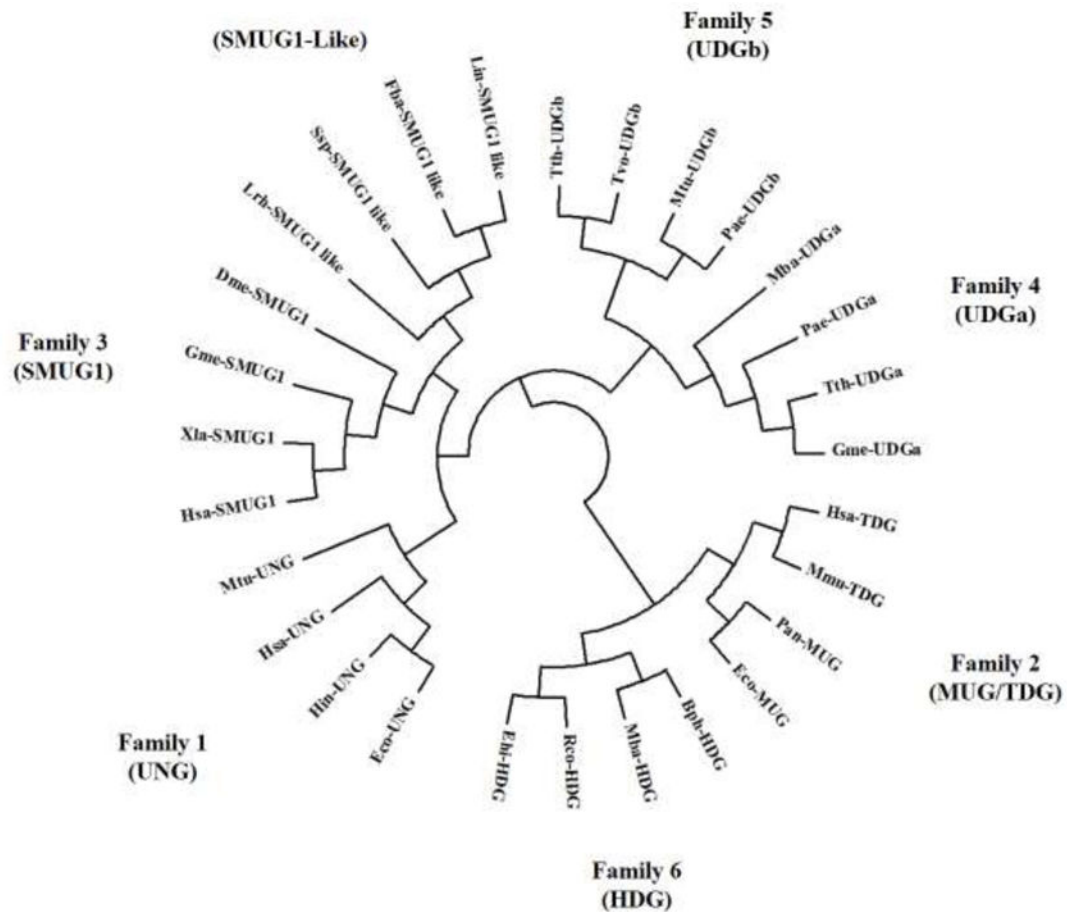 (SMUG1-Like)
Family 5
(UDGb)
Lin-SMUG1 like
Fba-SMUG1 like
Ssp-SMUG1 like
Lrh-SMUG1 like
Tth-UDGb
Tvo-UDGb
Mtu-UDGb
Pae-UDGb
Mba-UDGa
Pae-UDGa
Tth-UDGa
Gme-UDGa
Family 4
(UDGa)
Family 3
(SMUG1)
Dme-SMUG1
Gme-SMUG1
Xla-SMUG1
Hsa-SMUG1
Mtu-UNG
Hsa-UNG
Hin-UNG
Eco-UNG
Hsa-TDG
Mmu-TDG
Pan-MUG
Eco-MUG
Family 2
(MUG/TDG)
Bph-HDG
Mba-HDG
Rco-HDG
Ehi-HDG
Family 1
(UNG)
Family 6
(HDG)